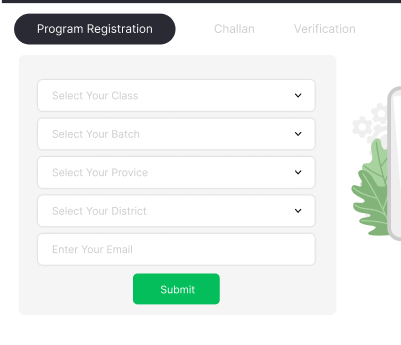 Program Registration Challan Verification
Select Your Class
Select Your Batch
Select Your Provice
Select Your District
Enter Your Email
Submit